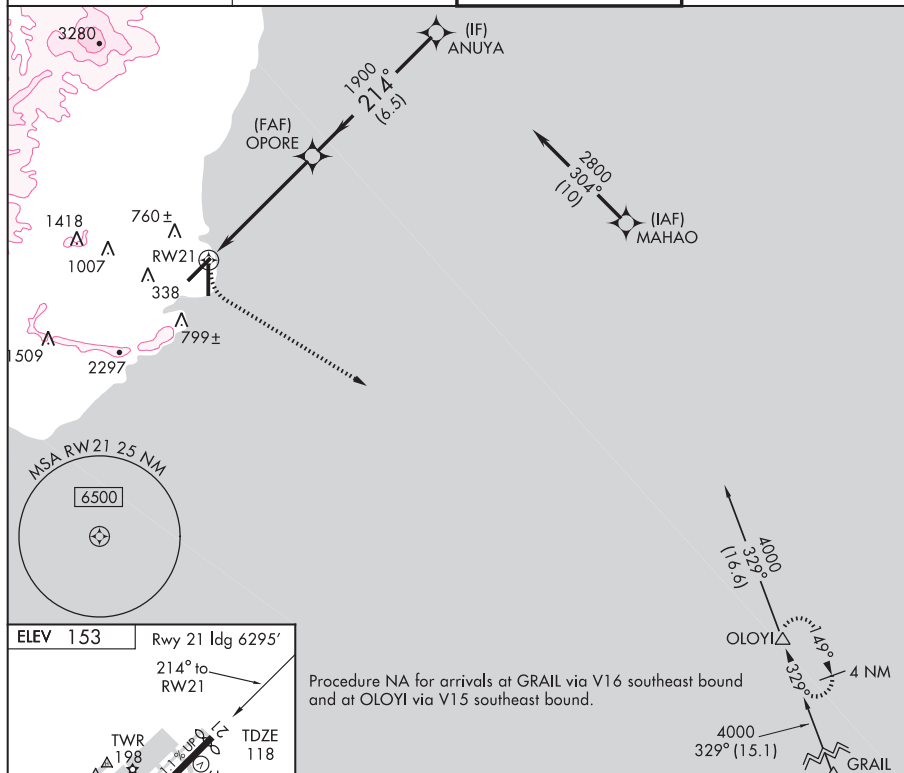 3280
(IF)
ANUYA
1900
214°
(6.5)
(FAF)
OPORE
2800
304°
(10)
(IAF)
MAHAO
1418
760±
1007
RW21
338
799±
1509
2297
MSA RW21 25 NM
6500
4000
329°
(16.6)
OLOYI
149°
329°
4 NM
4000
329° (15.1)
GRAIL
Procedure NA for arrivals at GRAIL via V16 southeast bound
and at OLOYI via V15 southeast bound.
ELEV 153
Rwy 21 ldg 6295'
214° to
RW21
TWR
198
1.1% UP
21
TDZE
118